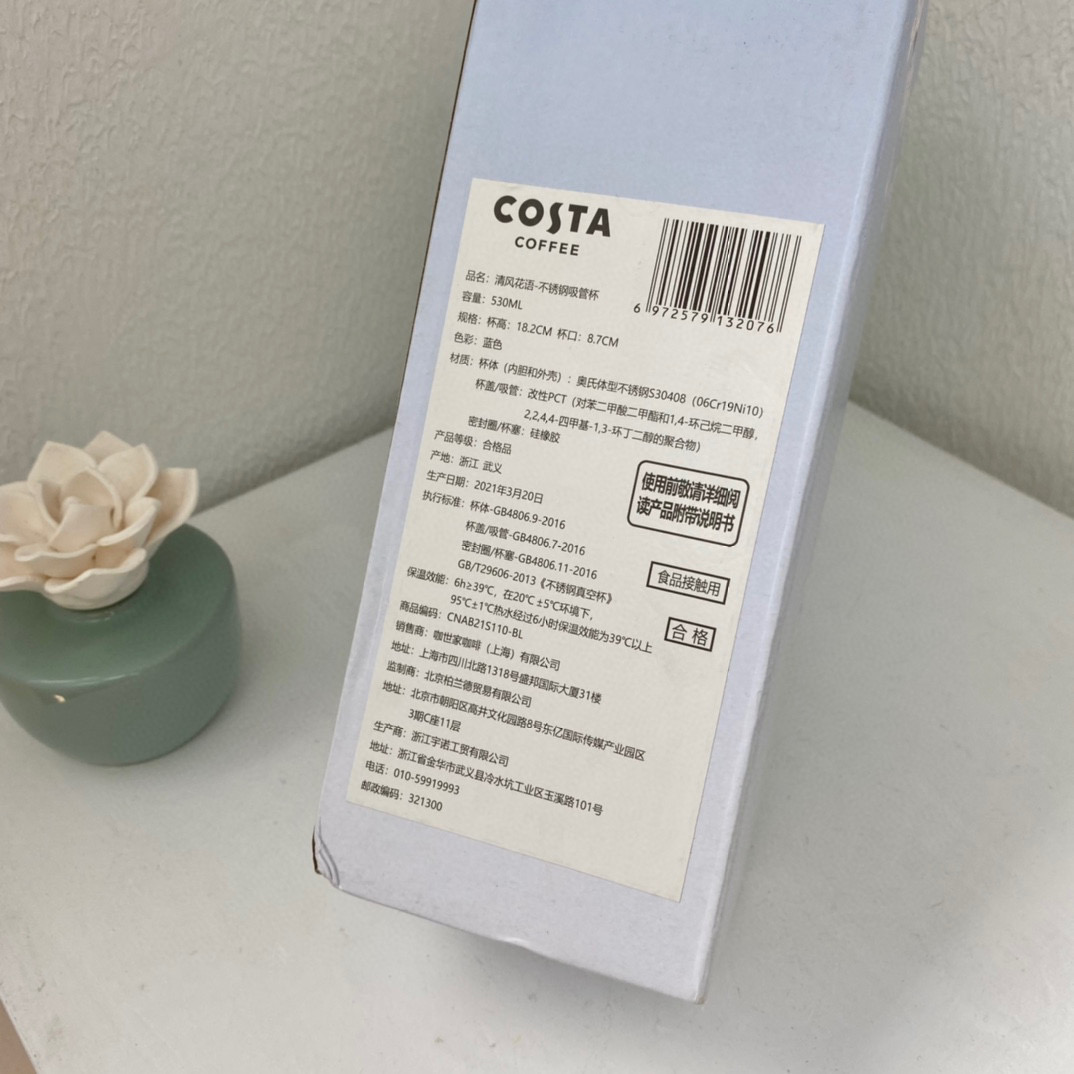 COSTA
COFFEE
6 972579 132076
品名：清风花语-不锈钢吸管杯
容量：530ML
规格：杯高：18.2CM 杯口：8.7CM
色彩：蓝色
材质：杯体（内胆和外壳）：奥氏体型不锈钢S30408（06Cr19Ni10）
杯盖/吸管：改性PCT（对苯二甲酸二甲酯和1,4-环己烷二甲醇，
2,2,4,4-四甲基-1,3-环丁二醇的聚合物）
密封圈/杯塞：硅橡胶
产品等级：合格品
产地：浙江 武义
生产日期：2021年3月20日
执行标准：杯体-GB4806.9-2016
杯盖/吸管-GB4806.7-2016
密封圈/杯塞-GB4806.11-2016
GB/T29606-2013《不锈钢真空杯》
保温效能：6h≥39℃，在20℃ ±5℃环境下，
95℃±1℃热水经过6小时保温效能为39℃以上
商品编码：CNAB21S110-BL
销售商：咖世家咖啡（上海）有限公司
地址：上海市四川北路1318号盛邦国际大厦31楼
监制商：北京柏兰德贸易有限公司
地址：北京市朝阳区高井文化园路8号东亿国际传媒产业园区
3期C座11层
生产商：浙江宇诺工贸有限公司
地址：浙江省金华市武义县冷水坑工业区玉溪路101号
电话：010-59919993
邮政编码：321300
使用前敬请详细阅
读产品附带说明书
食品接触用
合格